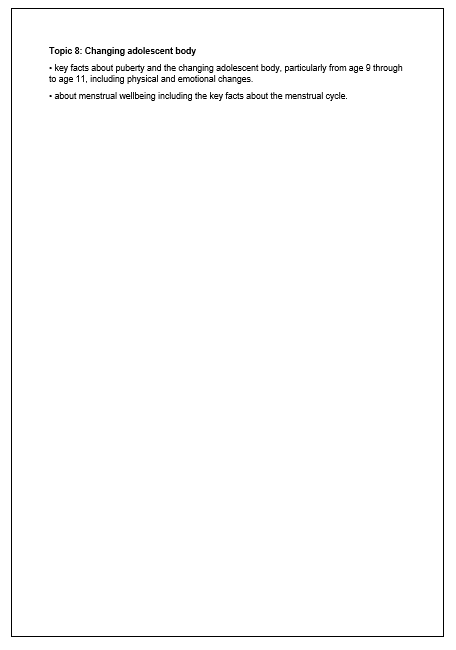 Topic 8: Changing adolescent body
• key facts about puberty and the changing adolescent body, particularly from age 9 through
to age 11, including physical and emotional changes.
• about menstrual wellbeing including the key facts about the menstrual cycle.